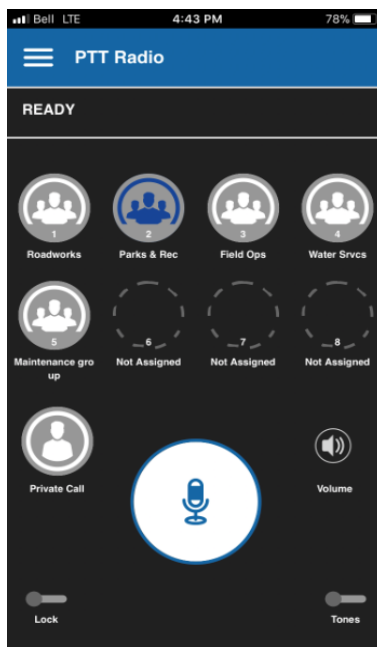 Bell LTE 4:43 PM 78%
PTT Radio
READY
1 2 3 4
Roadworks Parks & Rec Field Ops Water Srvcs
5 6 7 8
Maintenance gro Not Assigned Not Assigned Not Assigned
up
Private Call Volume
Lock Tones